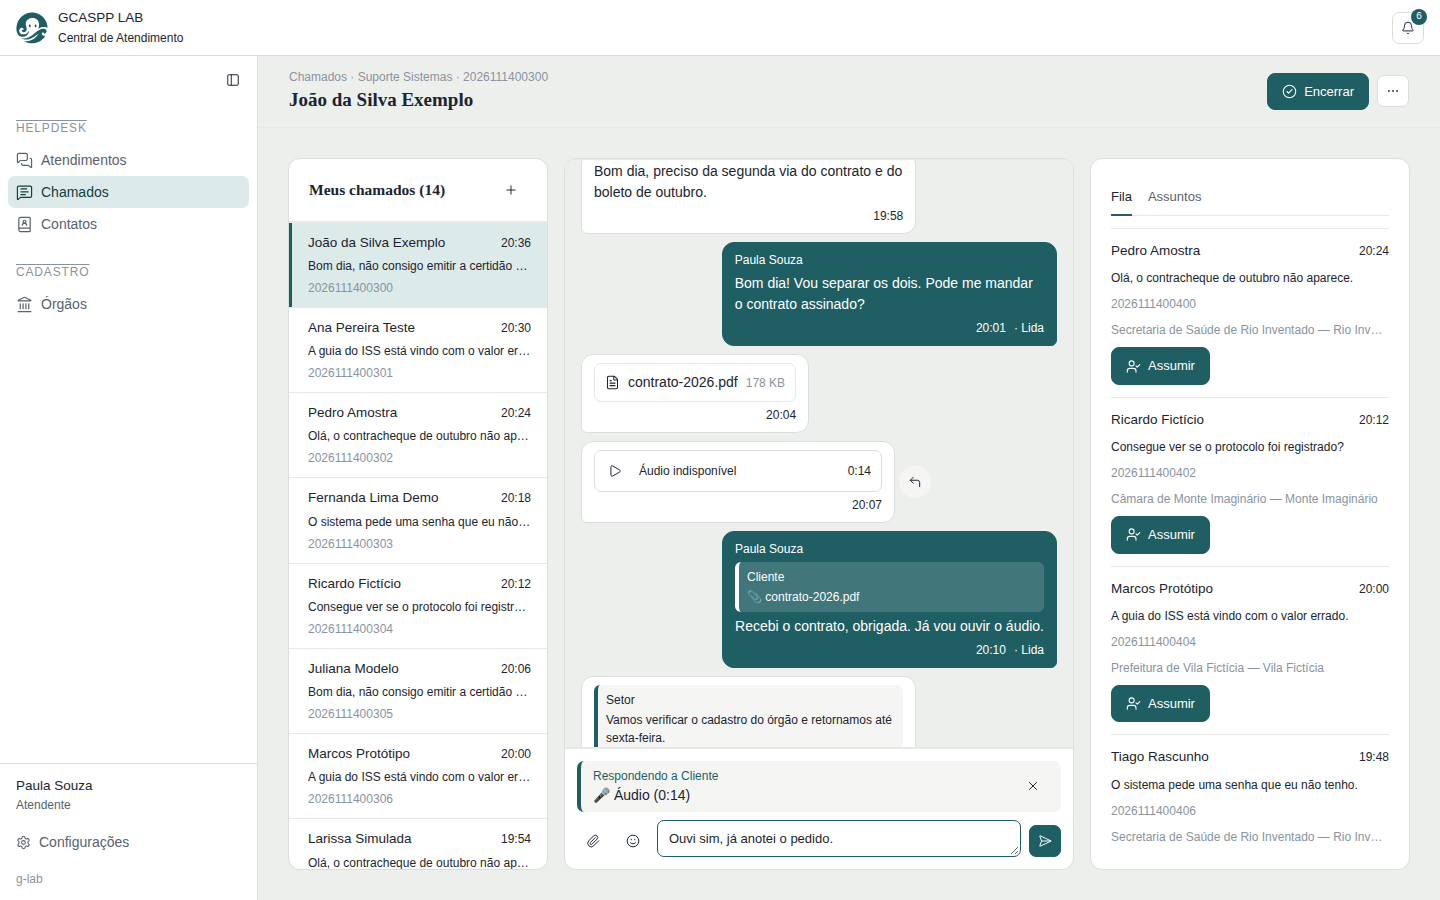 GCASPP LAB
Central de Atendimento
6
HELPDESK
Atendimentos
Chamados
Contatos
CADASTRO
Órgãos
Paula Souza
Atendente
Configurações
g-lab
Chamados · Suporte Sistemas · 2026111400300
João da Silva Exemplo
Encerrar
Meus chamados (14)
João da Silva Exemplo 20:36
Bom dia, não consigo emitir a certidão …
2026111400300
Ana Pereira Teste 20:30
A guia do ISS está vindo com o valor er…
2026111400301
Pedro Amostra 20:24
Olá, o contracheque de outubro não ap…
2026111400302
Fernanda Lima Demo 20:18
O sistema pede uma senha que eu não…
2026111400303
Ricardo Fictício 20:12
Consegue ver se o protocolo foi registr…
2026111400304
Juliana Modelo 20:06
Bom dia, não consigo emitir a certidão …
2026111400305
Marcos Protótipo 20:00
A guia do ISS está vindo com o valor er…
2026111400306
Larissa Simulada 19:54
Olá, o contracheque de outubro não ap…
Bom dia, preciso da segunda via do contrato e do
boleto de outubro.
19:58
Paula Souza
Bom dia! Vou separar os dois. Pode me mandar
o contrato assinado?
20:01 · Lida
contrato-2026.pdf 178 KB
20:04
Áudio indisponível 0:14
20:07
Paula Souza
Cliente
📎 contrato-2026.pdf
Recebi o contrato, obrigada. Já vou ouvir o áudio.
20:10 · Lida
Setor
Vamos verificar o cadastro do órgão e retornamos até
sexta-feira.
Respondendo a Cliente
🎤 Áudio (0:14)
Ouvi sim, já anotei o pedido.
Fila Assuntos
Pedro Amostra 20:24
Olá, o contracheque de outubro não aparece.
2026111400400
Secretaria de Saúde de Rio Inventado — Rio Inv…
Assumir
Ricardo Fictício 20:12
Consegue ver se o protocolo foi registrado?
2026111400402
Câmara de Monte Imaginário — Monte Imaginário
Assumir
Marcos Protótipo 20:00
A guia do ISS está vindo com o valor errado.
2026111400404
Prefeitura de Vila Fictícia — Vila Fictícia
Assumir
Tiago Rascunho 19:48
O sistema pede uma senha que eu não tenho.
2026111400406
Secretaria de Saúde de Rio Inventado — Rio Inv…